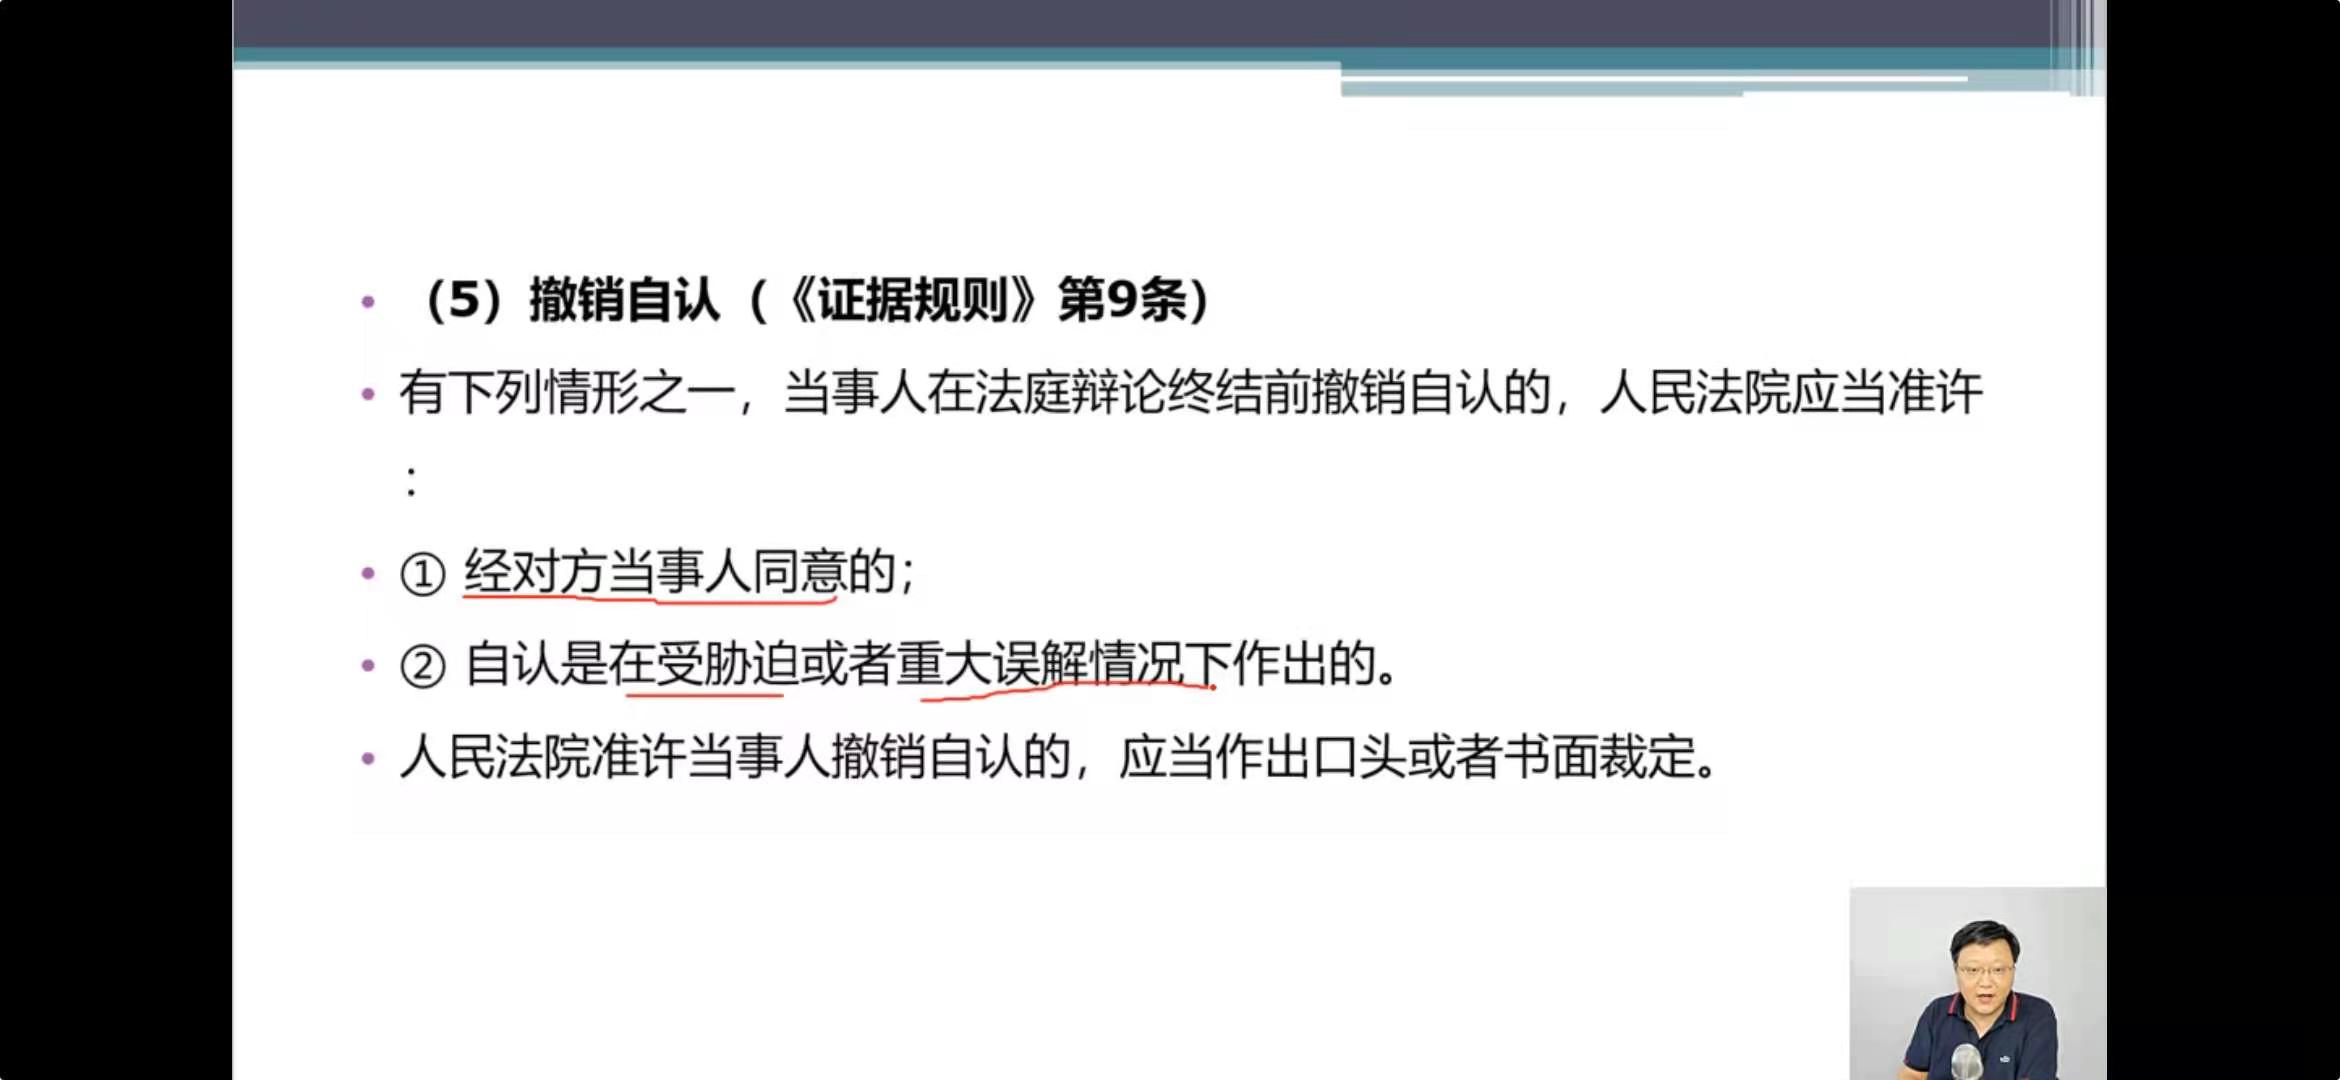 （5）撤销自认（《证据规则》第9条）
有下列情形之一，当事人在法庭辩论终结前撤销自认的，人民法院应当准许
：
① 经对方当事人同意的；
② 自认是在受胁迫或者重大误解情况下作出的。
人民法院准许当事人撤销自认的，应当作出口头或者书面裁定。